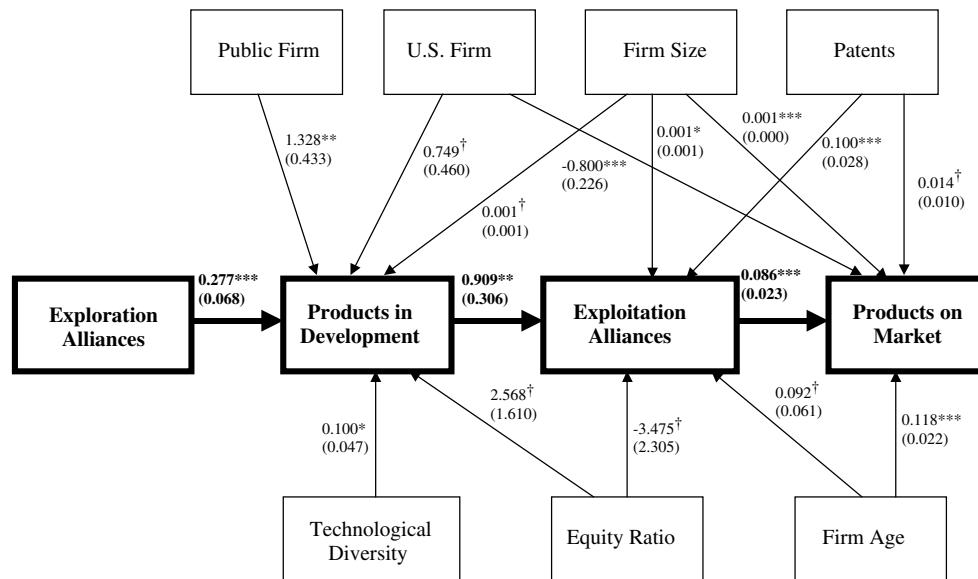 Public Firm
U.S. Firm
Firm Size
Patents
1.328**
(0.433)
0.749†
(0.460)
-0.800***
(0.226)
0.001†
(0.001)
0.001*
(0.001)
0.001***
(0.000)
0.100***
(0.028)
0.014†
(0.010)
Exploration
Alliances
0.277***
(0.068)
Products in
Development
0.909**
(0.306)
Exploitation
Alliances
0.086***
(0.023)
Products on
Market
0.100*
(0.047)
2.568†
(1.610)
-3.475†
(2.305)
0.092†
(0.061)
0.118***
(0.022)
Technological
Diversity
Equity Ratio
Firm Age